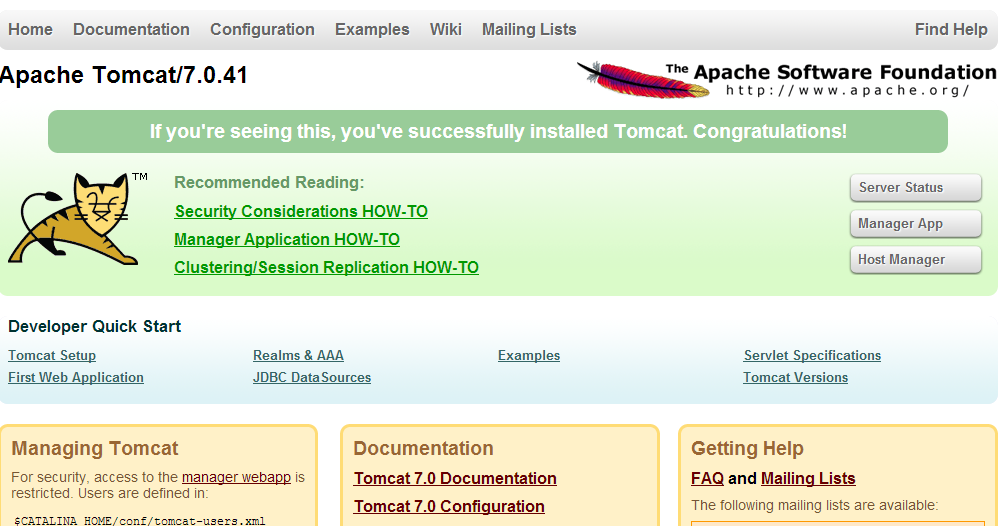 Home Documentation Configuration Examples Wiki Mailing Lists Find Help
Apache Tomcat/7.0.41
The Apache Software Foundation
http://www.apache.org/
If you're seeing this, you've successfully installed Tomcat. Congratulations!
TM
Recommended Reading:
Security Considerations HOW-TO
Manager Application HOW-TO
Clustering/Session Replication HOW-TO
Server Status
Manager App
Host Manager
Developer Quick Start
Tomcat Setup
First Web Application
Realms & AAA
JDBC DataSources
Examples
Servlet Specifications
Tomcat Versions
Managing Tomcat
For security, access to the manager webapp is
restricted. Users are defined in:
$CATALINA_HOME/conf/tomcat-users.xml
Documentation
Tomcat 7.0 Documentation
Tomcat 7.0 Configuration
Getting Help
FAQ and Mailing Lists
The following mailing lists are available: